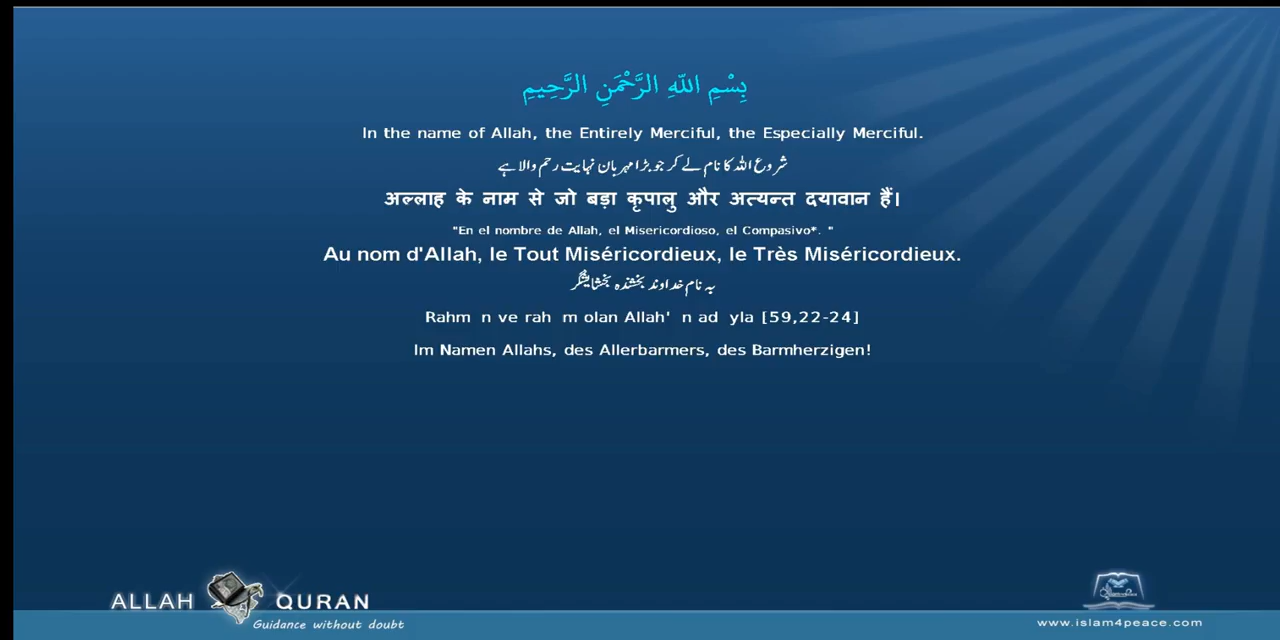 بِسْمِ اللّهِ الرَّحْمَنِ الرَّحِيمِ
In the name of Allah, the Entirely Merciful, the Especially Merciful.
شروع الله کا نام لے کر جو بڑا مہربان نہایت رحم والا ہے
अल्लाह के नाम से जो बड़ा कृपालु और अत्यन्त दयावान हैं।
"En el nombre de Allah, el Misericordioso, el Compasivo*. "
Au nom d'Allah, le Tout Miséricordieux, le Très Miséricordieux.
به نام خداوند بخشنده بخشایشگر
Rahm n ve rah m olan Allah' n ad yla [59,22-24]
Im Namen Allahs, des Allerbarmers, des Barmherzigen!
ALLAH QURAN
Guidance without doubt
www.islam4peace.com